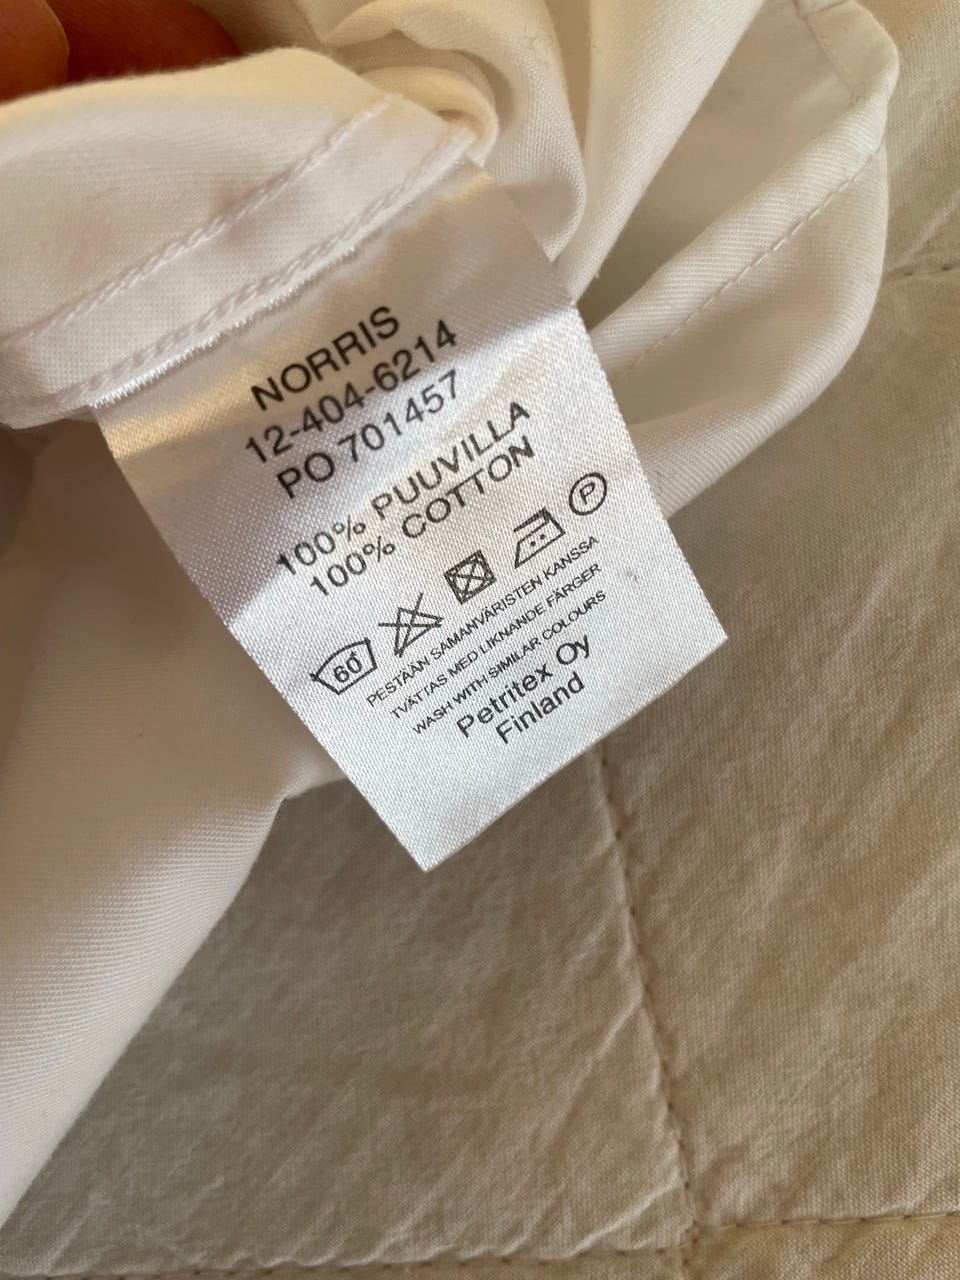 NORRIS
12-404-6214
PO 701457
100% PUUVILLA
100% COTTON
60° P
PESTÄÄN SAMANVÄRISTEN KANSSA
TVÄTTAS MED LIKNANDE FÄRGER
WASH WITH SIMILAR COLOURS
Petritex Oy
Finland